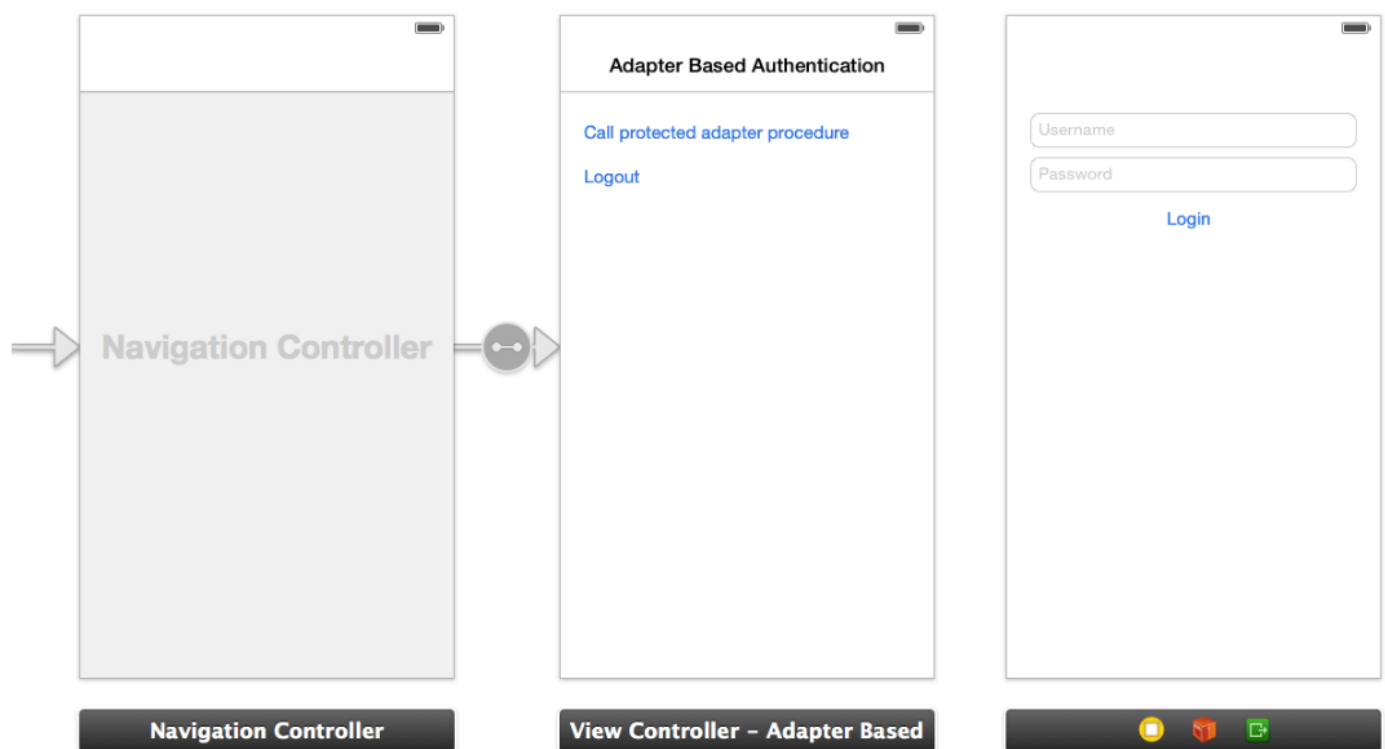 Navigation Controller
Navigation Controller
Adapter Based Authentication
Call protected adapter procedure
Logout
View Controller – Adapter Based
Username
Password
Login